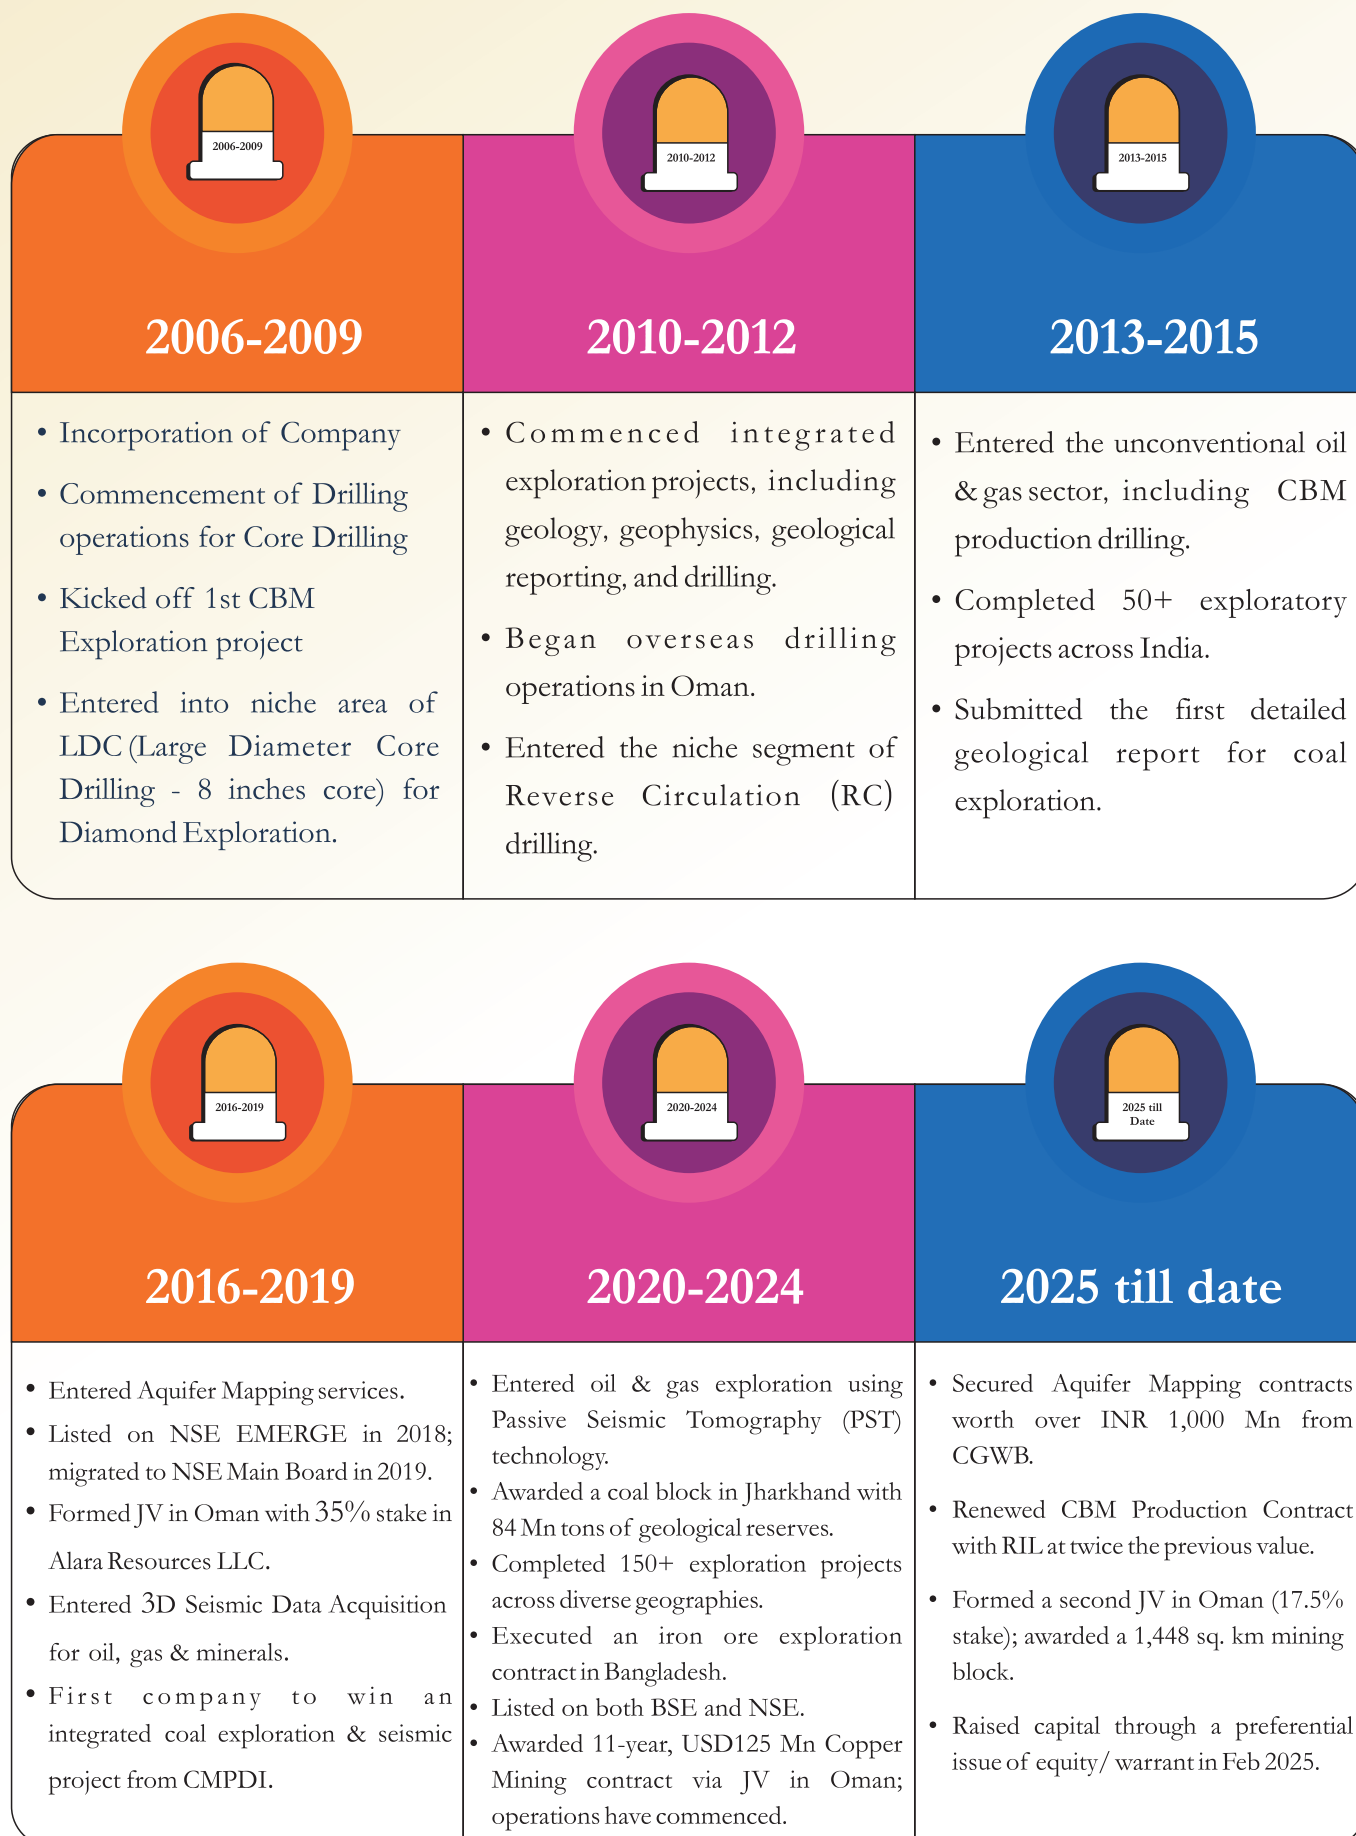 2006-2009
2006-2009
• Incorporation of Company
• Commencement of Drilling
operations for Core Drilling
• Kicked off 1st CBM
Exploration project
• Entered into niche area of
LDC (Large Diameter Core
Drilling - 8 inches core) for
Diamond Exploration.
2010-2012
2010-2012
• Commenced integrated
exploration projects, including
geology, geophysics, geological
reporting, and drilling.
• Began overseas drilling
operations in Oman.
• Entered the niche segment of
Reverse Circulation (RC)
drilling.
2013-2015
2013-2015
• Entered the unconventional oil
& gas sector, including CBM
production drilling.
• Completed 50+ exploratory
projects across India.
• Submitted the first detailed
geological report for coal
exploration.
2016-2019
2016-2019
• Entered Aquifer Mapping services.
• Listed on NSE EMERGE in 2018;
migrated to NSE Main Board in 2019.
• Formed JV in Oman with 35% stake in
Alara Resources LLC.
• Entered 3D Seismic Data Acquisition
for oil, gas & minerals.
• First company to win an
integrated coal exploration & seismic
project from CMPDI.
2020-2024
2020-2024
• Entered oil & gas exploration using
Passive Seismic Tomography (PST)
technology.
• Awarded a coal block in Jharkhand with
84 Mn tons of geological reserves.
• Completed 150+ exploration projects
across diverse geographies.
• Executed an iron ore exploration
contract in Bangladesh.
• Listed on both BSE and NSE.
• Awarded 11-year, USD125 Mn Copper
Mining contract via JV in Oman;
operations have commenced.
2025 till
Date
2025 till date
• Secured Aquifer Mapping contracts
worth over INR 1,000 Mn from
CGWB.
• Renewed CBM Production Contract
with RIL at twice the previous value.
• Formed a second JV in Oman (17.5%
stake); awarded a 1,448 sq. km mining
block.
• Raised capital through a preferential
issue of equity/ warrant in Feb 2025.